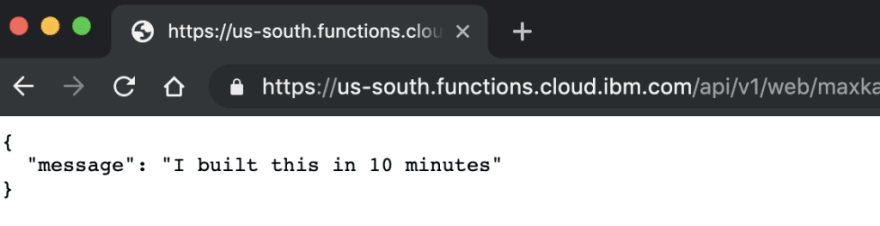 https://us-south.functions.clou
https://us-south.functions.cloud.ibm.com/api/v1/web/maxka
{
"message": "I built this in 10 minutes"
}